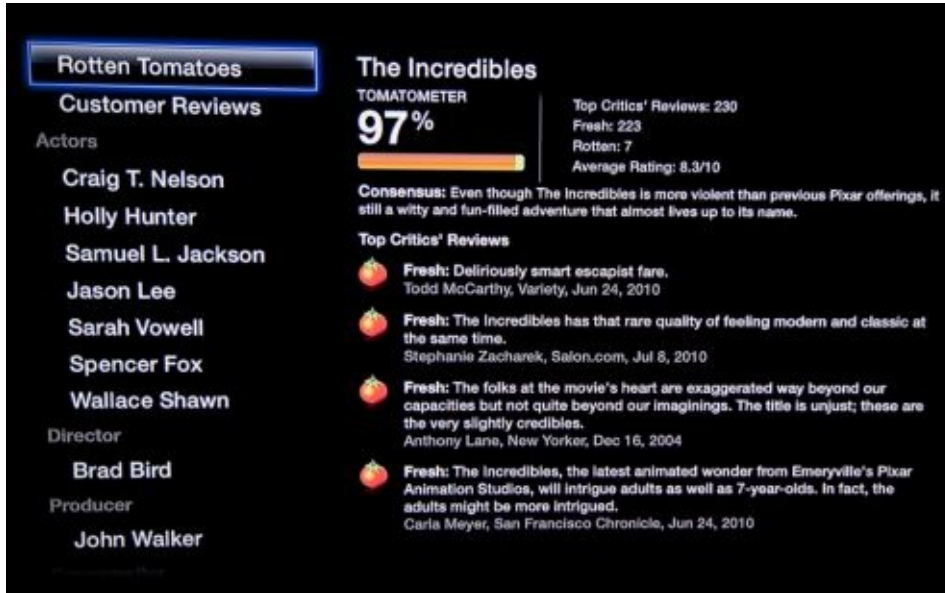 Rotten Tomatoes
Customer Reviews
Actors
Craig T. Nelson
Holly Hunter
Samuel L. Jackson
Jason Lee
Sarah Vowell
Spencer Fox
Wallace Shawn
Director
Brad Bird
Producer
John Walker
The Incredibles
TOMATOMETER
97%
Top Critics' Reviews: 230
Fresh: 223
Rotten: 7
Average Rating: 8.3/10
Consensus: Even though The Incredibles is more violent than previous Pixar offerings, it
still a witty and fun-filled adventure that almost lives up to its name.
Top Critics' Reviews
Fresh: Deliriously smart escapist fare.
Todd McCarthy, Variety, Jun 24, 2010
Fresh: The Incredibles has that rare quality of feeling modern and classic at
the same time.
Stephanie Zacharek, Salon.com, Jul 8, 2010
Fresh: The folks at the movie's heart are exaggerated way beyond our
capacities but not quite beyond our imaginings. The title is unjust; these are
the very slightly credibles.
Anthony Lane, New Yorker, Dec 16, 2004
Fresh: The Incredibles, the latest animated wonder from Emeryville's Pixar
Animation Studios, will intrigue adults as well as 7-year-olds. In fact, the
adults might be more intrigued.
Carla Meyer, San Francisco Chronicle, Jun 24, 2010